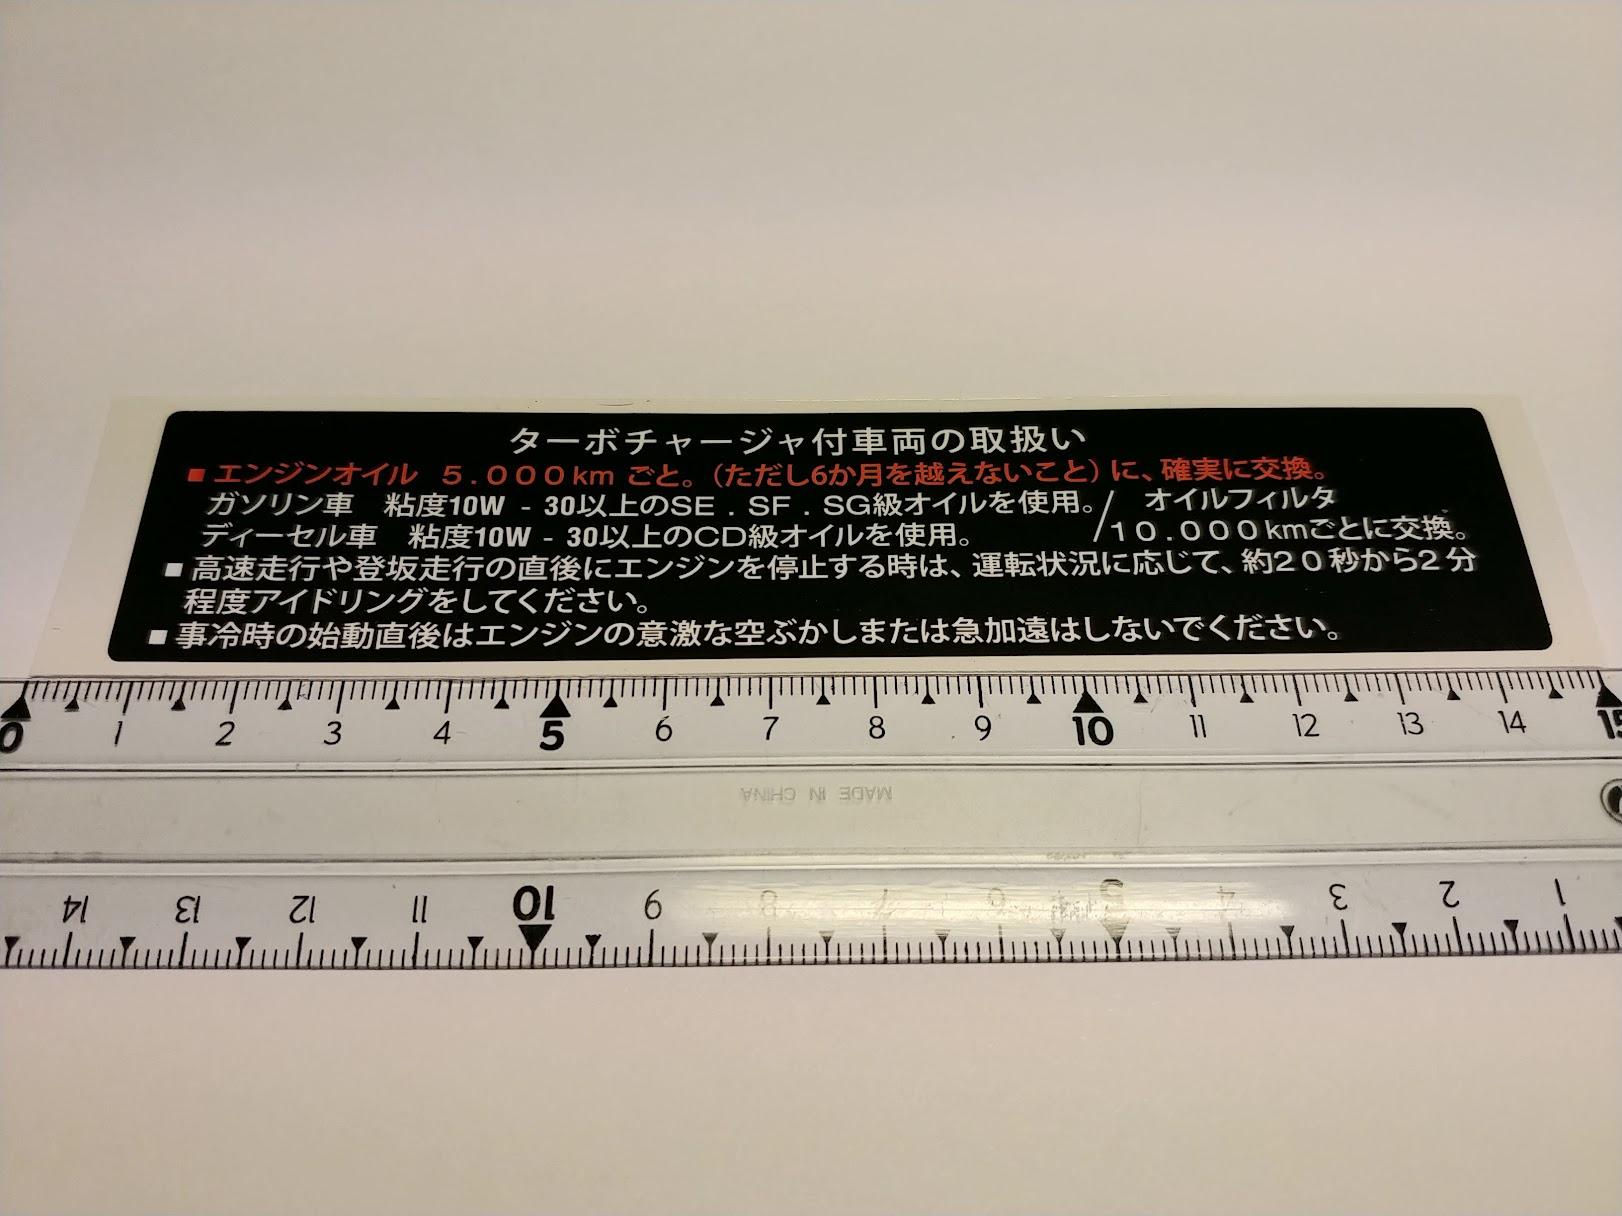 ターボチャージャ付車両の取扱い
■エンジンオイル 5.000kmごと。(ただし6か月を越えないこと)に、確実に交換。
ガソリン車 粘度10W - 30以上のSE . SF . SG級オイルを使用。/ オイルフィルタ
ディーセル車 粘度10W - 30以上のCD級オイルを使用。 /10.000kmごとに交換。
■高速走行や登坂走行の直後にエンジンを停止する時は、運転状況に応じて、約20秒から2分
程度アイドリングをしてください。
■事冷時の始動直後はエンジンの意激な空ぶかしまたは急加遠はしないでください。
0 1 2 3 4 5 6 7 8 9 10 11 12 13 14 15
MADE IN CHINA
14 13 12 11 10 9 8 7 6 5 4 3 2 1